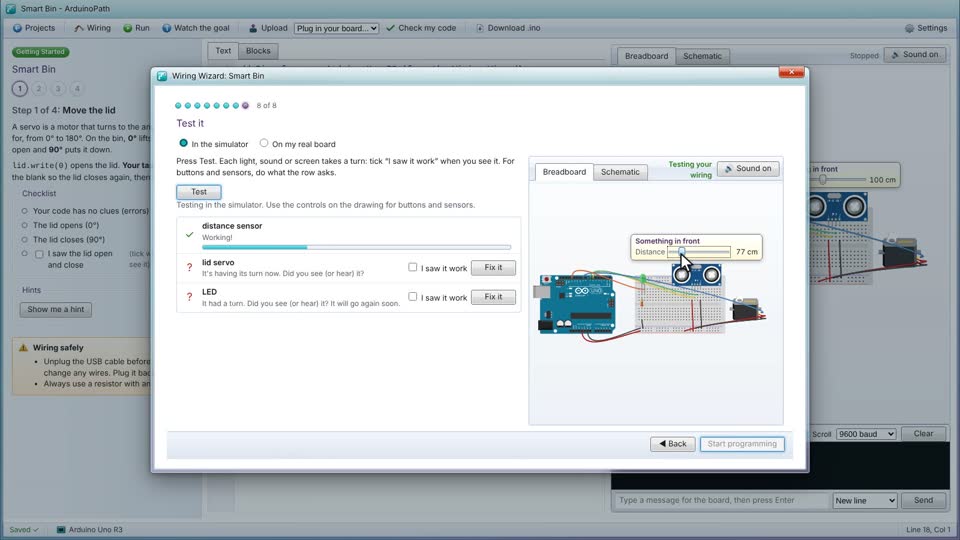 Smart Bin - ArduinoPath
Projects
Wiring
Run
Watch the goal
Upload
Plug in your board...
Check my code
Download .ino
Settings
Getting Started
Smart Bin
1 2 3 4
Step 1 of 4: Move the lid
A servo is a motor that turns to the an
for, from 0° to 180°. On the bin, 0° lifts
open and 90° puts it down.
lid.write(0) opens the lid. Your ta
the blank so the lid closes again, then
Checklist
Your code has no clues (errors)
The lid opens (0°)
The lid closes (90°)
I saw the lid open
and close
(tick w
see it)
Hints
Show me a hint
Wiring safely
Unplug the USB cable before
change any wires. Plug it back
Always use a resistor with an
Text
Blocks
Breadboard
Schematic
Stopped
Sound on
in front
100 cm
Scroll
9600 baud
Clear
Type a message for the board, then press Enter
New line
Send
Saved ✓
Arduino Uno R3
Line 18, Col 1
Wiring Wizard: Smart Bin
8 of 8
Test it
In the simulator
On my real board
Press Test. Each light, sound or screen takes a turn: tick “I saw it work” when you see it. For
buttons and sensors, do what the row asks.
Test
Testing in the simulator. Use the controls on the drawing for buttons and sensors.
distance sensor
Working!
lid servo
It's having its turn now. Did you see (or hear) it?
I saw it work
Fix it
LED
It had a turn. Did you see (or hear) it? It will go again soon.
I saw it work
Fix it
Breadboard
Schematic
Testing your
wiring
Sound on
Something in front
Distance
77 cm
Back
Start programming